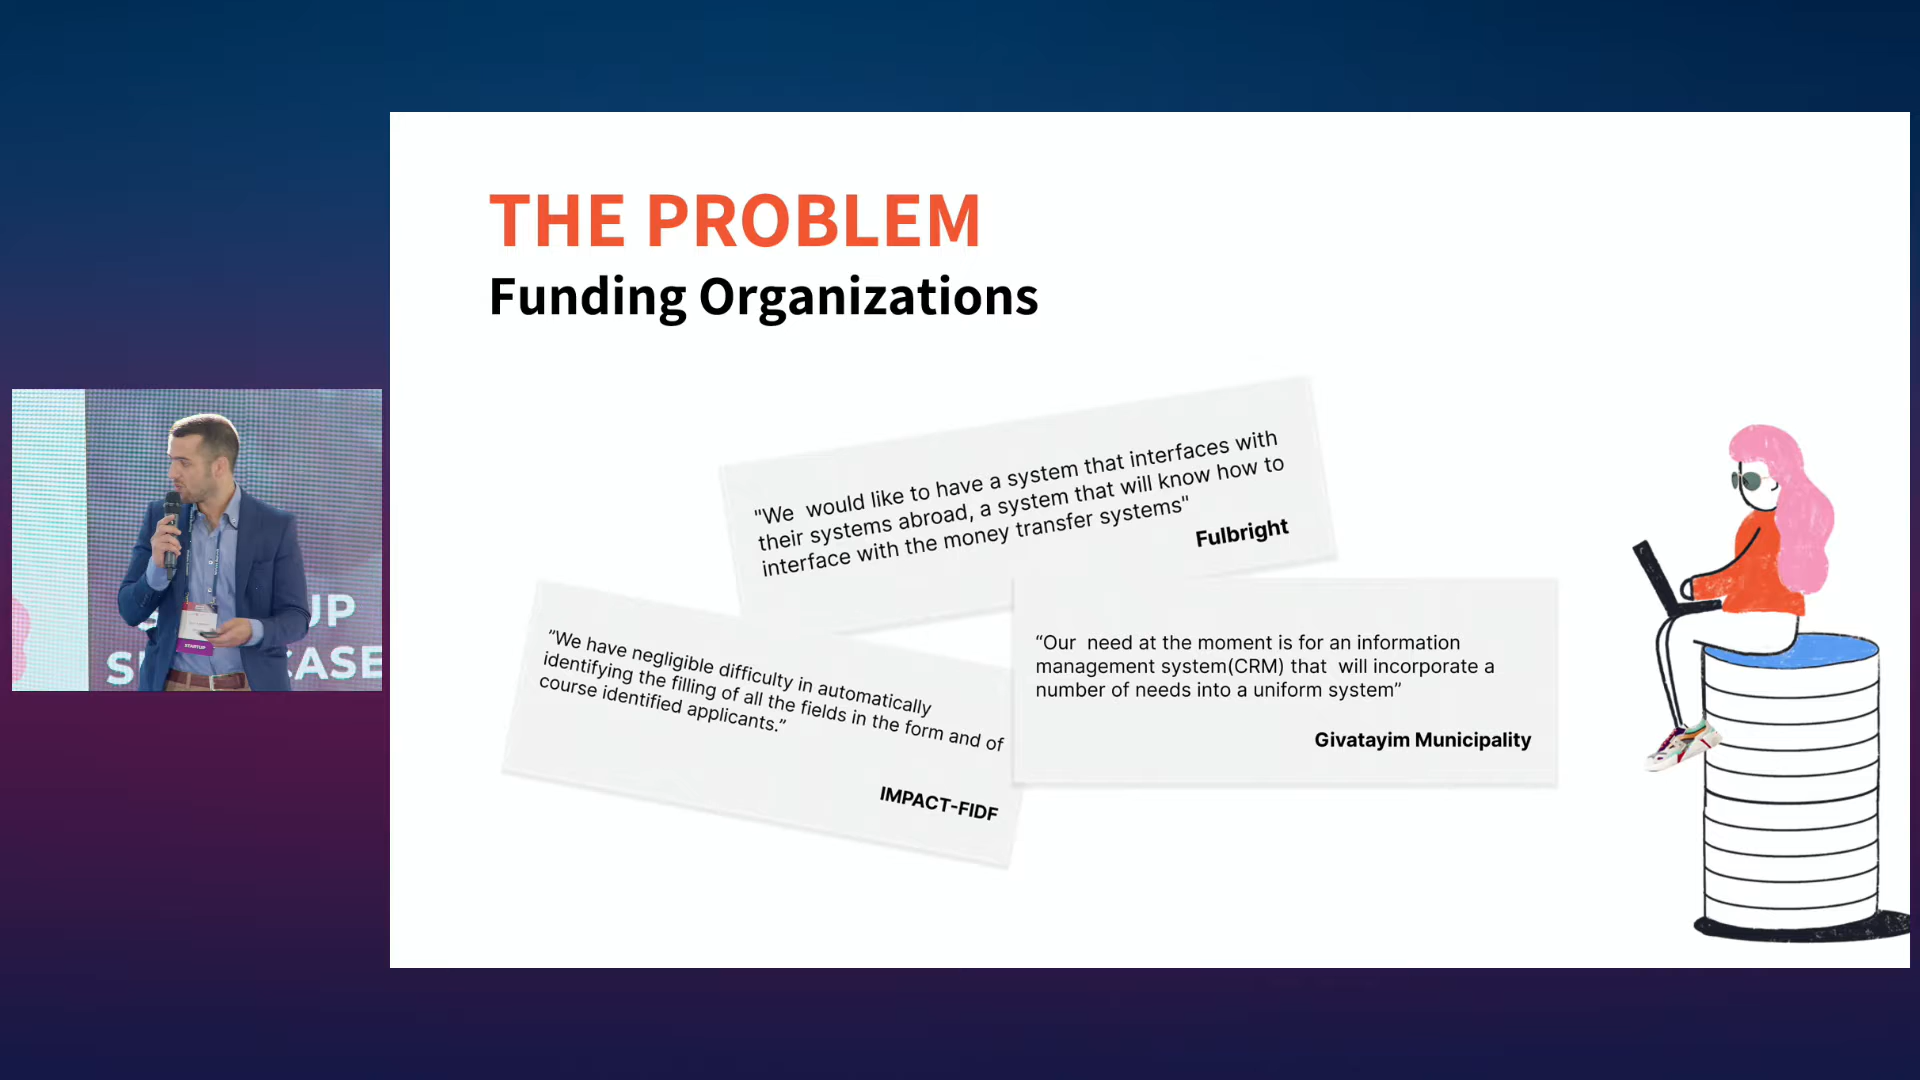 THE PROBLEM
Funding Organizations
"We would like to have a system that interfaces with
their systems abroad, a system that will know how to
interface with the money transfer systems"
Fulbright
“We have negligible difficulty in automatically
identifying the filling of all the fields in the form and of
course identified applicants.”
IMPACT-FIDF
“Our need at the moment is for an information
management system(CRM) that will incorporate a
number of needs into a uniform system”
Givatayim Municipality
STARTUP
UP
CASE